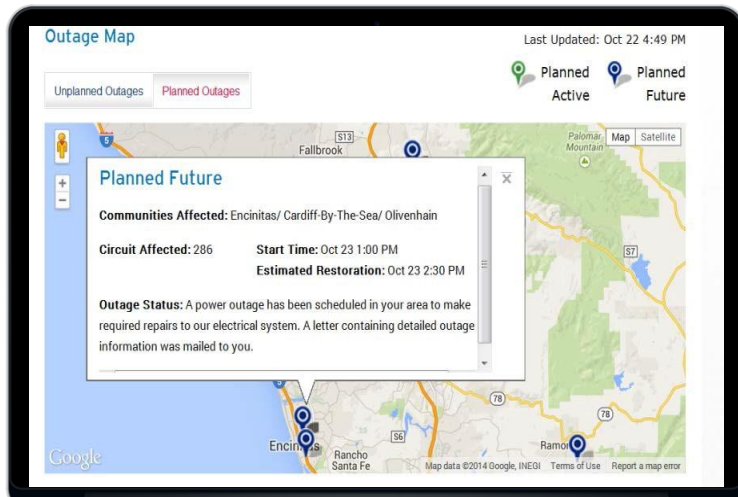 Outage Map
Last Updated: Oct 22 4:49 PM
Planned Active
Planned Future
Unplanned Outages
Planned Outages
5
S13
Fallbrook
Palomar Mountain
Map
Satellite
+
−
Planned Future
x
Communities Affected: Encinitas/ Cardiff-By-The-Sea/ Olivenhain
Circuit Affected: 286
Start Time: Oct 23 1:00 PM
Estimated Restoration: Oct 23 2:30 PM
Outage Status: A power outage has been scheduled in your area to make
required repairs to our electrical system. A letter containing detailed outage
information was mailed to you.
S7
5
78
78
S6
Rancho
Santa Fe
Google
Map data ©2014 Google, INEGI
Terms of Use
Report a map error